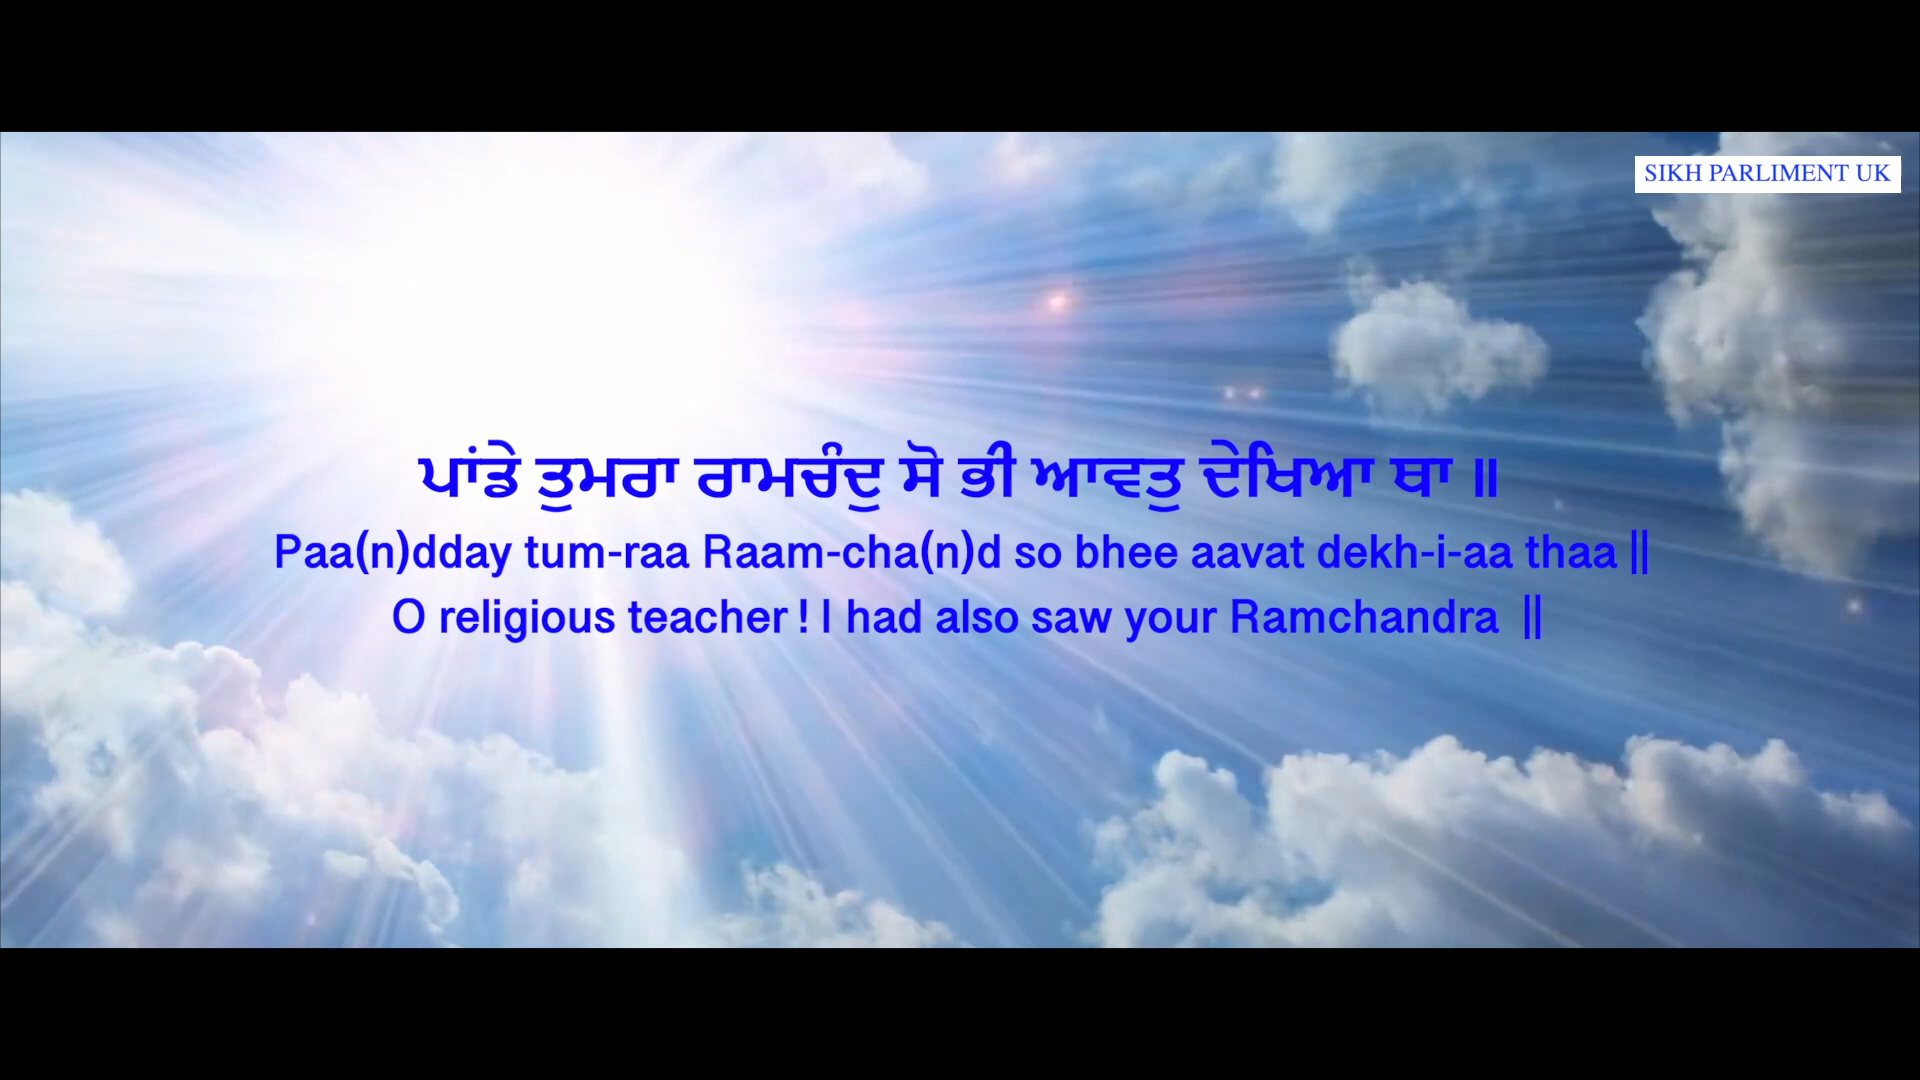 SIKH PARLIMENT UK
ਪਾਂਡੇ ਤੁਮਰਾ ਰਾਮਚੰਦੁ ਸੋ ਭੀ ਆਵਤੁ ਦੇਖਿਆ ਥਾ ॥
Paa(n)dday tum-raa Raam-cha(n)d so bhee aavat dekh-i-aa thaa ||
O religious teacher ! I had also saw your Ramchandra ||